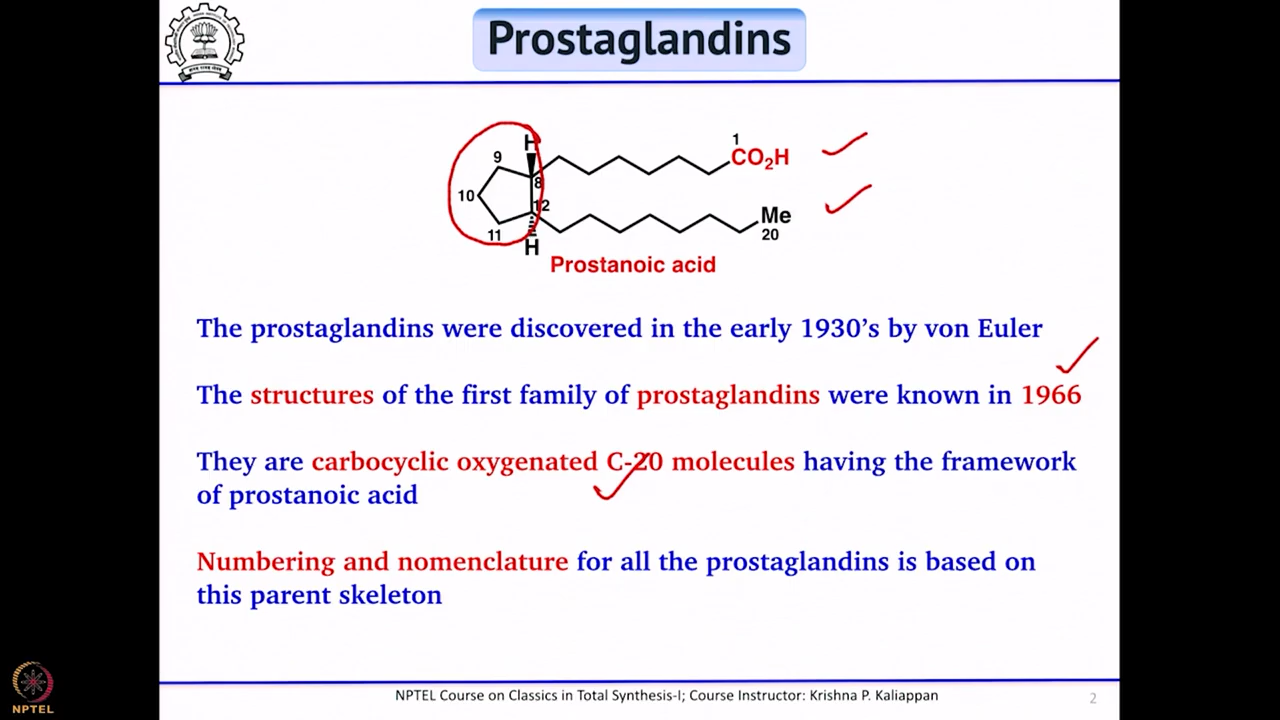 Prostaglandins
H
1
9
CO₂H
8
10
12
Me
11
20
H
Prostanoic acid
The prostaglandins were discovered in the early 1930’s by von Euler
The structures of the first family of prostaglandins were known in 1966
They are carbocyclic oxygenated C-20 molecules having the framework
of prostanoic acid
Numbering and nomenclature for all the prostaglandins is based on
this parent skeleton
NPTEL Course on Classics in Total Synthesis-I; Course Instructor: Krishna P. Kaliappan
2
NPTEL